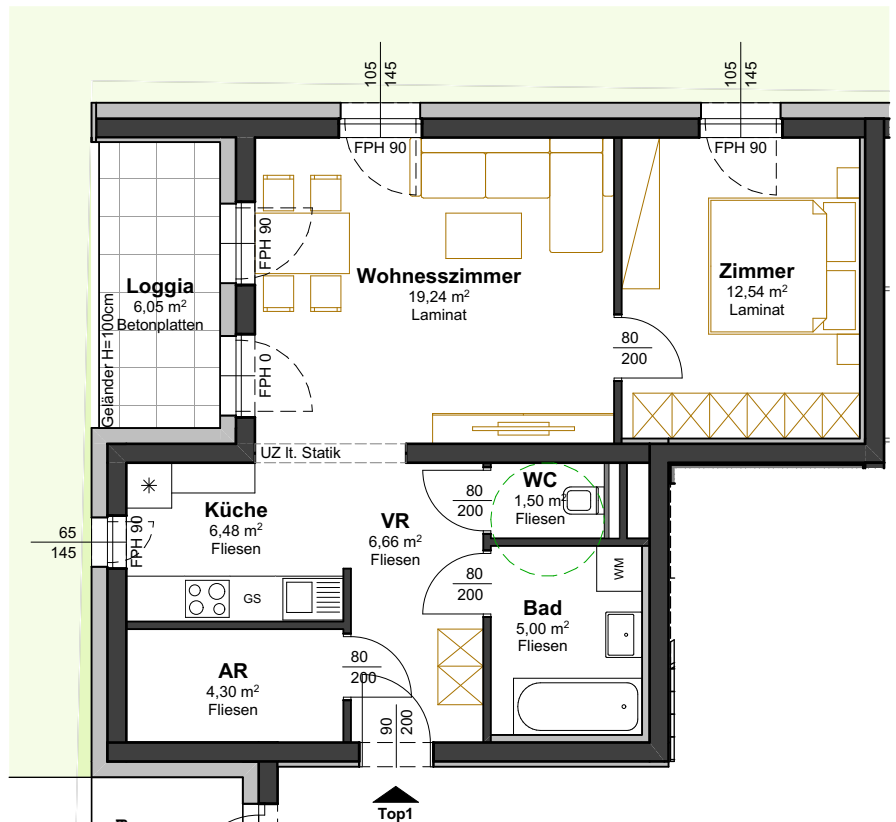 105
145
105
145
FPH 90
FPH 90
Loggia
6,05 m²
Betonplatten
Geländer H=100cm
FPH 90
FPH 0
Wohnesszimmer
19,24 m²
Laminat
Zimmer
12,54 m²
Laminat
80
200
UZ lt. Statik
65
145
FPH 90
Küche
6,48 m²
Fliesen
GS
VR
6,66 m²
Fliesen
80
200
WC
1,50 m²
Fliesen
80
200
WM
Bad
5,00 m²
Fliesen
AR
4,30 m²
Fliesen
80
200
90
200
Top1